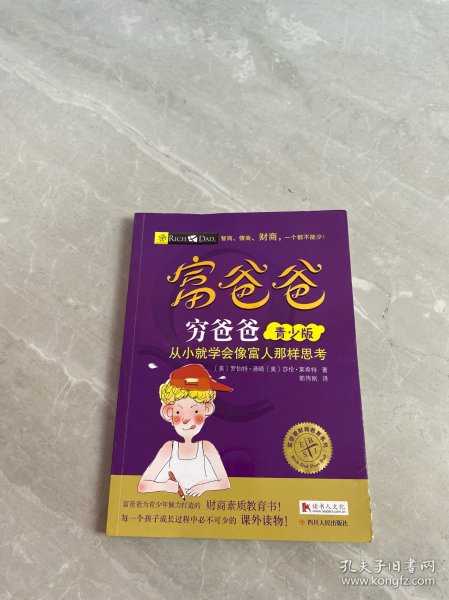 RICH DAD 智商、情商、财商，一个都不能少！
富爸爸
穷爸爸 青少版
从小就学会像富人那样思考
［美］罗伯特·清崎［美］莎伦·莱希特 著
郭伟刚 译
E B
S I
富爸爸为青少年倾力打造的 财商素质教育书！
每一个孩子成长过程中必不可少的 课外读物！
读书人文化
四川人民出版社
孔夫子旧书网
www.kongfz.com